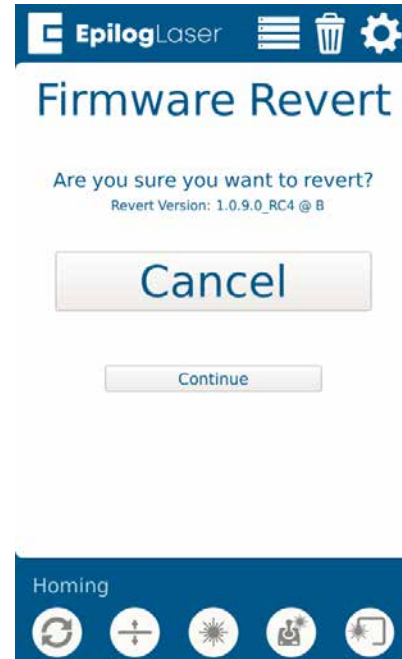 EpilogLaser
Firmware Revert
Are you sure you want to revert?
Revert Version: 1.0.9.0_RC4 @ B
Cancel
Continue
Homing